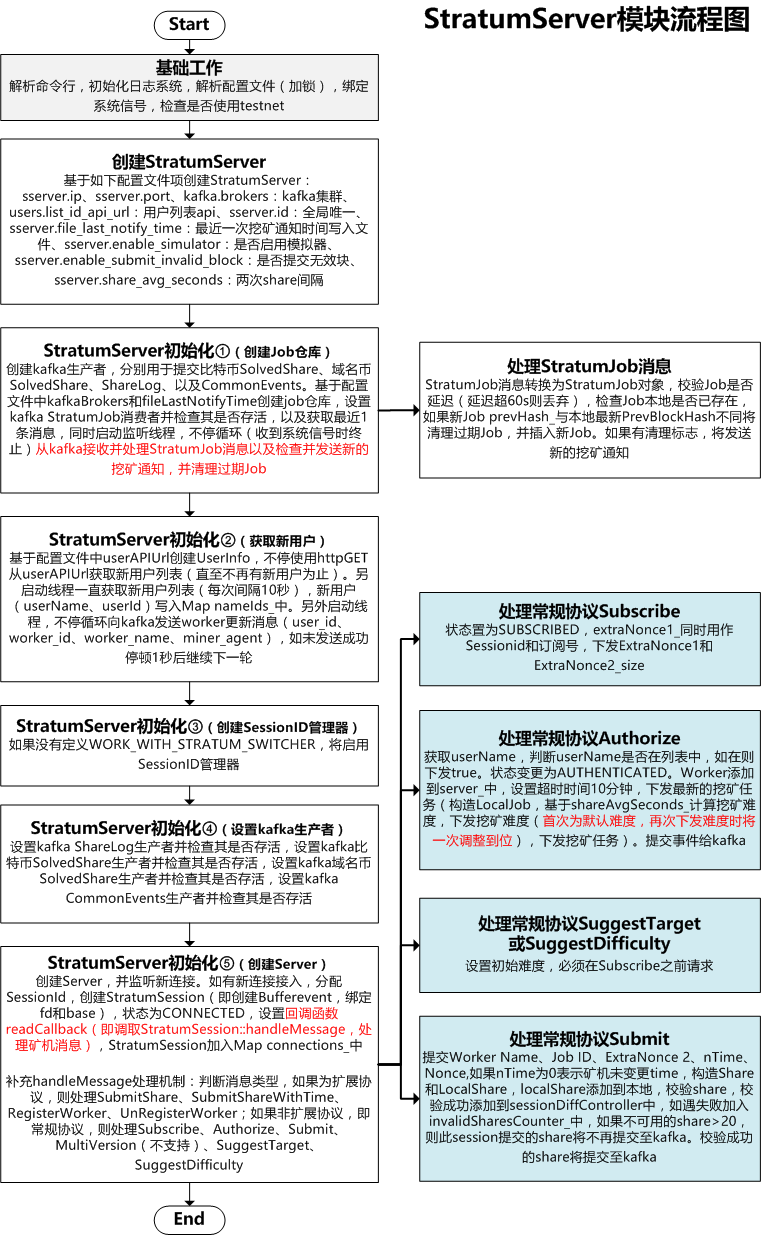 StratumServer模块流程图
Start
基础工作
解析命令行，初始化日志系统，解析配置文件（加锁），绑定
系统信号，检查是否使用testnet
创建StratumServer
基于如下配置文件项创建StratumServer：
sserver.ip、sserver.port、kafka.brokers：kafka集群、
users.list_id_api_url：用户列表api、sserver.id：全局唯一、
sserver.file_last_notify_time：最近一次挖矿通知时间写入文
件、sserver.enable_simulator：是否启用模拟器、
sserver.enable_submit_invalid_block：是否提交无效块、
sserver.share_avg_seconds：两次share间隔
StratumServer初始化①（创建Job仓库）
创建kafka生产者，分别用于提交比特币SolvedShare、域名币
SolvedShare、ShareLog、以及CommonEvents。基于配置
文件中kafkaBrokers和fileLastNotifyTime创建job仓库，设置
kafka StratumJob消费者并检查其是否存活，以及获取最近1
条消息，同时启动监听线程，不停循环（收到系统信号时终
止）从kafka接收并处理StratumJob消息以及检查并发送新的
挖矿通知，并清理过期Job
处理StratumJob消息
StratumJob消息转换为StratumJob对象，校验Job是否
延迟（延迟超60s则丢弃），检查Job本地是否已存在，
如果新Job prevHash_与本地最新PrevBlockHash不同将
清理过期Job，并插入新Job。如果有清理标志，将发送
新的挖矿通知
StratumServer初始化②（获取新用户）
基于配置文件中userAPIUrl创建UserInfo，不停使用httpGET
从userAPIUrl获取新用户列表（直至不再有新用户为止）。另
启动线程一直获取新用户列表（每次间隔10秒），新用户
（userName、userId）写入Map nameIds_中。另外启动线
程，不停循环向kafka发送worker更新消息（user_id、
worker_id、worker_name、miner_agent），如未发送成功
停顿1秒后继续下一轮
StratumServer初始化③（创建SessionID管理器）
如果没有定义WORK_WITH_STRATUM_SWITCHER，将启用
SessionID管理器
StratumServer初始化④（设置kafka生产者）
设置kafka ShareLog生产者并检查其是否存活，设置kafka比
特币SolvedShare生产者并检查其是否存活，设置kafka域名币
SolvedShare生产者并检查其是否存活，设置kafka
CommonEvents生产者并检查其是否存活
StratumServer初始化⑤（创建Server）
创建Server，并监听新连接。如有新连接接入，分配
SessionId，创建StratumSession（即创建Bufferevent，绑定
fd和base），状态为CONNECTED，设置回调函数
readCallback（即调取StratumSession::handleMessage，处
理矿机消息），StratumSession加入Map connections_中
补充handleMessage处理机制：判断消息类型，如果为扩展协
议，则处理SubmitShare、SubmitShareWithTime、
RegisterWorker、UnRegisterWorker；如果非扩展协议，即
常规协议，则处理Subscribe、Authorize、Submit、
MultiVersion（不支持）、SuggestTarget、
SuggestDifficulty
End
处理常规协议Subscribe
状态置为SUBSCRIBED，extraNonce1_同时用作
Sessionid和订阅号，下发ExtraNonce1和
ExtraNonce2_size
处理常规协议Authorize
获取userName，判断userName是否在列表中，如在则
下发true。状态变更为AUTHENTICATED。Worker添加
到server_中，设置超时时间10分钟，下发最新的挖矿任
务（构造LocalJob，基于shareAvgSeconds_计算挖矿难
度，下发挖矿难度（首次为默认难度，再次下发难度时将
一次调整到位），下发挖矿任务）。提交事件给kafka
处理常规协议SuggestTarget
或SuggestDifficulty
设置初始难度，必须在Subscribe之前请求
处理常规协议Submit
提交Worker Name、Job ID、ExtraNonce 2、nTime、
Nonce,如果nTime为0表示矿机未变更time，构造Share
和LocalShare，localShare添加到本地，校验share，校
验成功添加到sessionDiffController中，如遇失败加入
invalidSharesCounter_中，如果不可用的share>20，
则此session提交的share将不再提交至kafka。校验成功
的share将提交至kafka